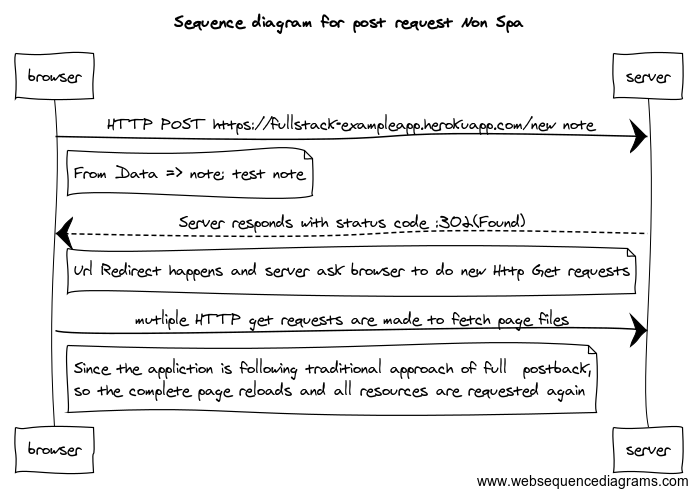 Sequence diagram for post request Non Spa
browser
server
HTTP POST https://fullstack-exampleapp.herokuapp.com/new note
From Data => note; test note
Server responds with status code :302(Found)
Url Redirect happens and server ask browser to do new Http Get requests
mutliple HTTP get requests are made to fetch page files
Since the appliction is following traditional approach of full postback,
so the complete page reloads and all resources are requested again
browser
server
www.websequencediagrams.com